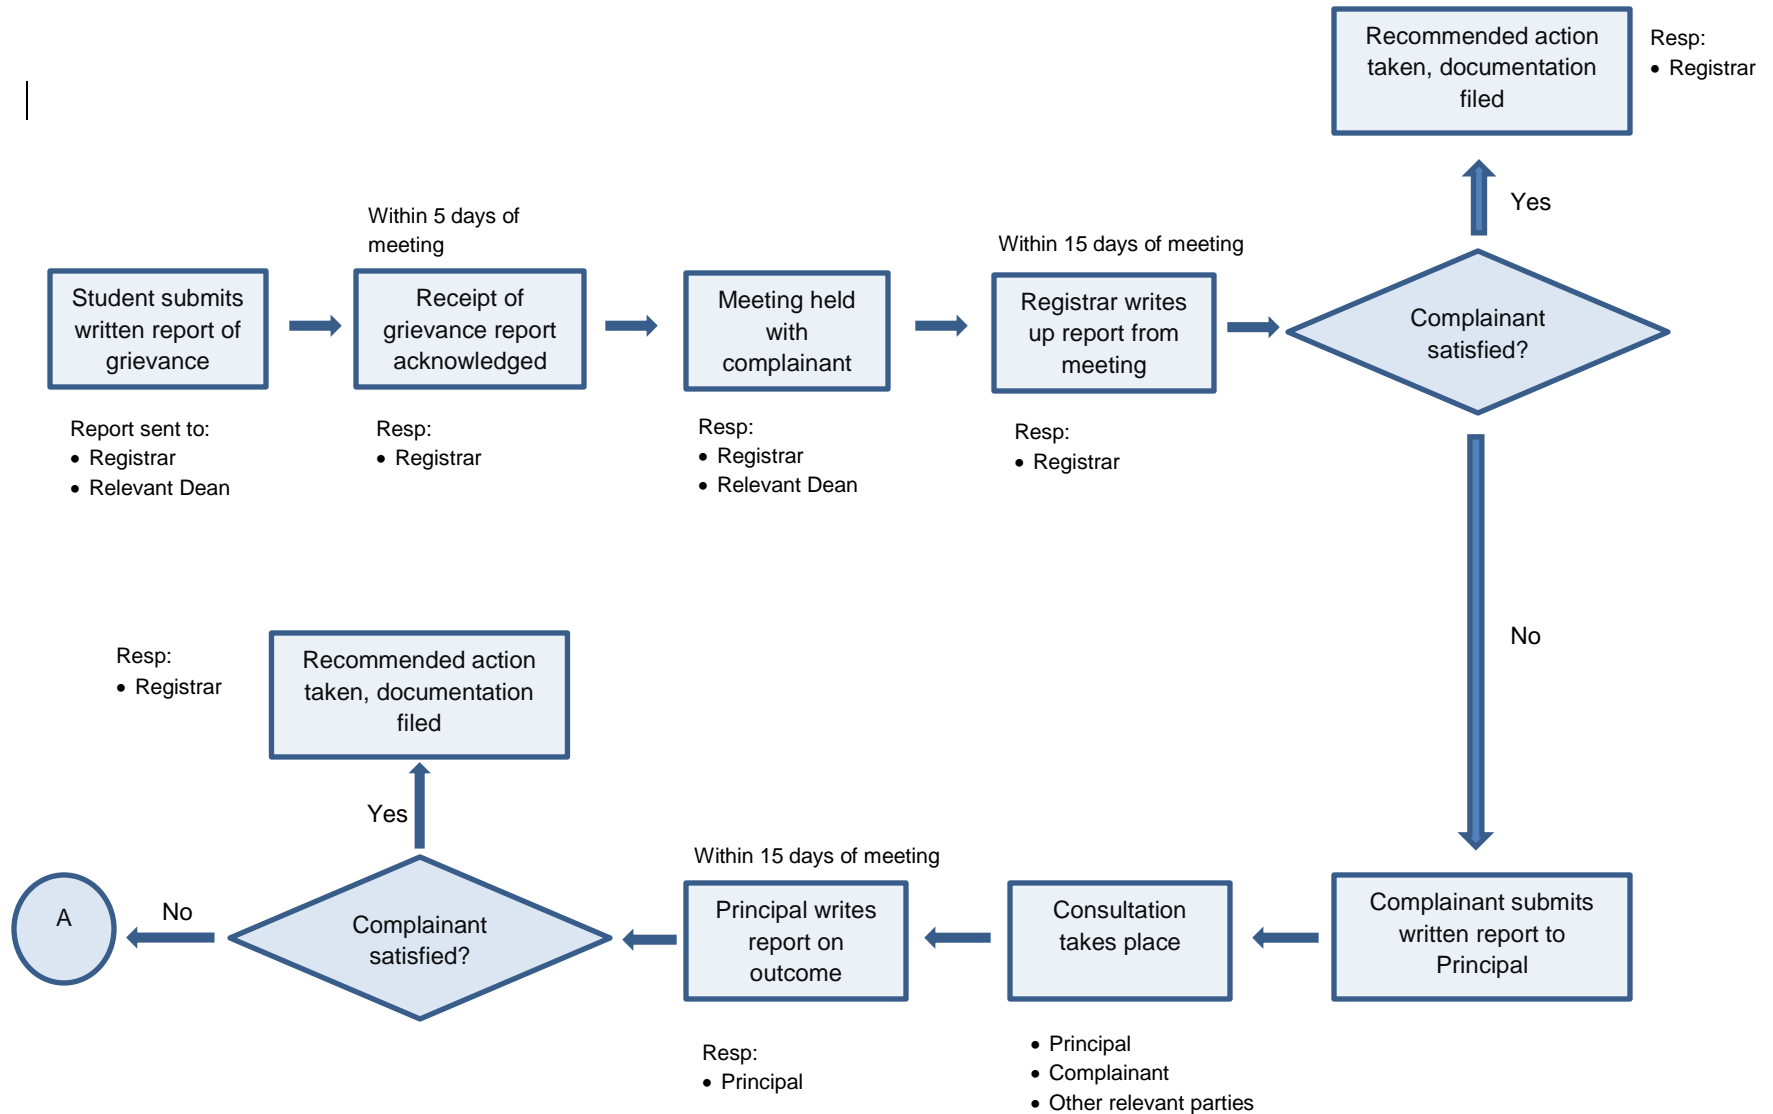 Recommended action
taken, documentation
filed
Resp:
• Registrar
Yes
Within 5 days of
meeting
Within 15 days of meeting
Student submits
written report of
grievance
Receipt of
grievance report
acknowledged
Meeting held
with
complainant
Registrar writes
up report from
meeting
Complainant
satisfied?
Report sent to:
• Registrar
• Relevant Dean
Resp:
• Registrar
Resp:
• Registrar
• Relevant Dean
Resp:
• Registrar
No
Resp:
• Registrar
Recommended action
taken, documentation
filed
Yes
Within 15 days of meeting
A
No
Complainant
satisfied?
Principal writes
report on
outcome
Consultation
takes place
Complainant submits
written report to
Principal
Resp:
• Principal
• Principal
• Complainant
• Other relevant parties